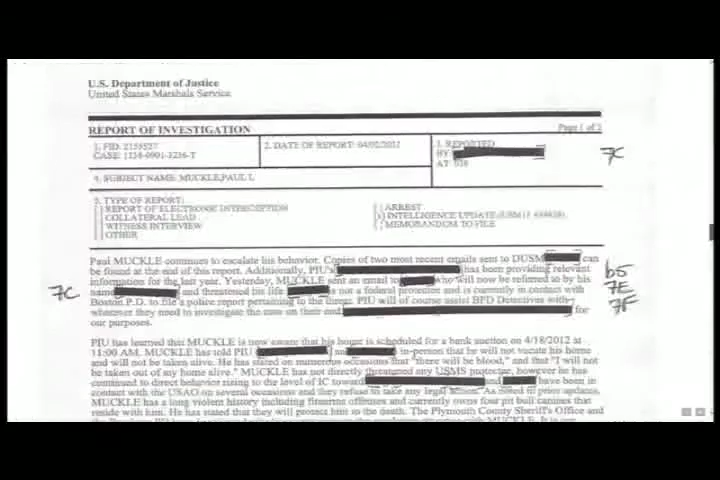 U.S. Department of Justice
United States Marshals Service
REPORT OF INVESTIGATION
Page 1 of 2
1. FID: 2155527
CASE: 1238-0901-3236-T
2. DATE OF REPORT: 04/02/2012
3. REPORTED
BY
AT: 038
7C
4. SUBJECT NAME: MUCKLE,PAUL L
5. TYPE OF REPORT:
REPORT OF ELECTRONIC INTERCEPTION
COLLATERAL LEAD
WITNESS INTERVIEW
OTHER
ARREST
INTELLIGENCE UPDATE (USM11
MEMORANDUM TO FILE
Paul MUCKLE continues to escalate his behavior. Copies of two most recent emails sent to DUSM can
be found at the end of this report. Additionally, PIU's has been providing relevant
information for the last year. Yesterday, MUCKLE sent an email to who will now be referred to by his
name and threatened his life is not a federal protectee and is currently in contact with
Boston P.D. to file a police report pertaining to the threat. PIU will of course assist BPD Detectives with
whatever they need to investigate the case on their end for
our purposes.
7C
b5
7E
7F
PIU has learned that MUCKLE is now aware that his home is scheduled for a bank auction on 4/18/2012 at
11:00 AM. MUCKLE has told PIU and in-person that he will not vacate his home
and will not be taken alive. He has stated on numerous occasions that "there will be blood," and that "I will not
be taken out of my home alive." MUCKLE has not directly threatened any USMS protectee, however he has
continued to direct behavior rising to the level of IC toward and have been in
contact with the USAO on several occasions and they refuse to take any legal action. As noted in prior updates,
MUCKLE has a long violent history including firearms offenses and currently owns four pit bull canines that
reside with him. He has stated that they will protect him to the death. The Plymouth County Sheriff's Office and